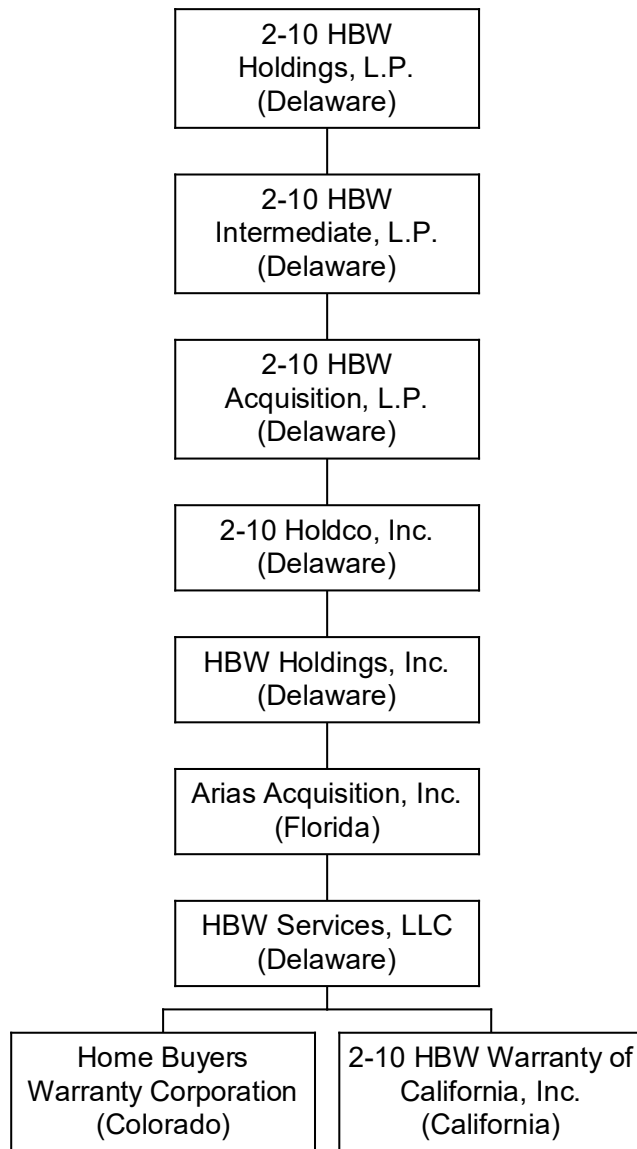 2-10 HBW
Holdings, L.P.
(Delaware)
2-10 HBW
Intermediate, L.P.
(Delaware)
2-10 HBW
Acquisition, L.P.
(Delaware)
2-10 Holdco, Inc.
(Delaware)
HBW Holdings, Inc.
(Delaware)
Arias Acquisition, Inc.
(Florida)
HBW Services, LLC
(Delaware)
Home Buyers
Warranty Corporation
(Colorado)
2-10 HBW Warranty of
California, Inc.
(California)